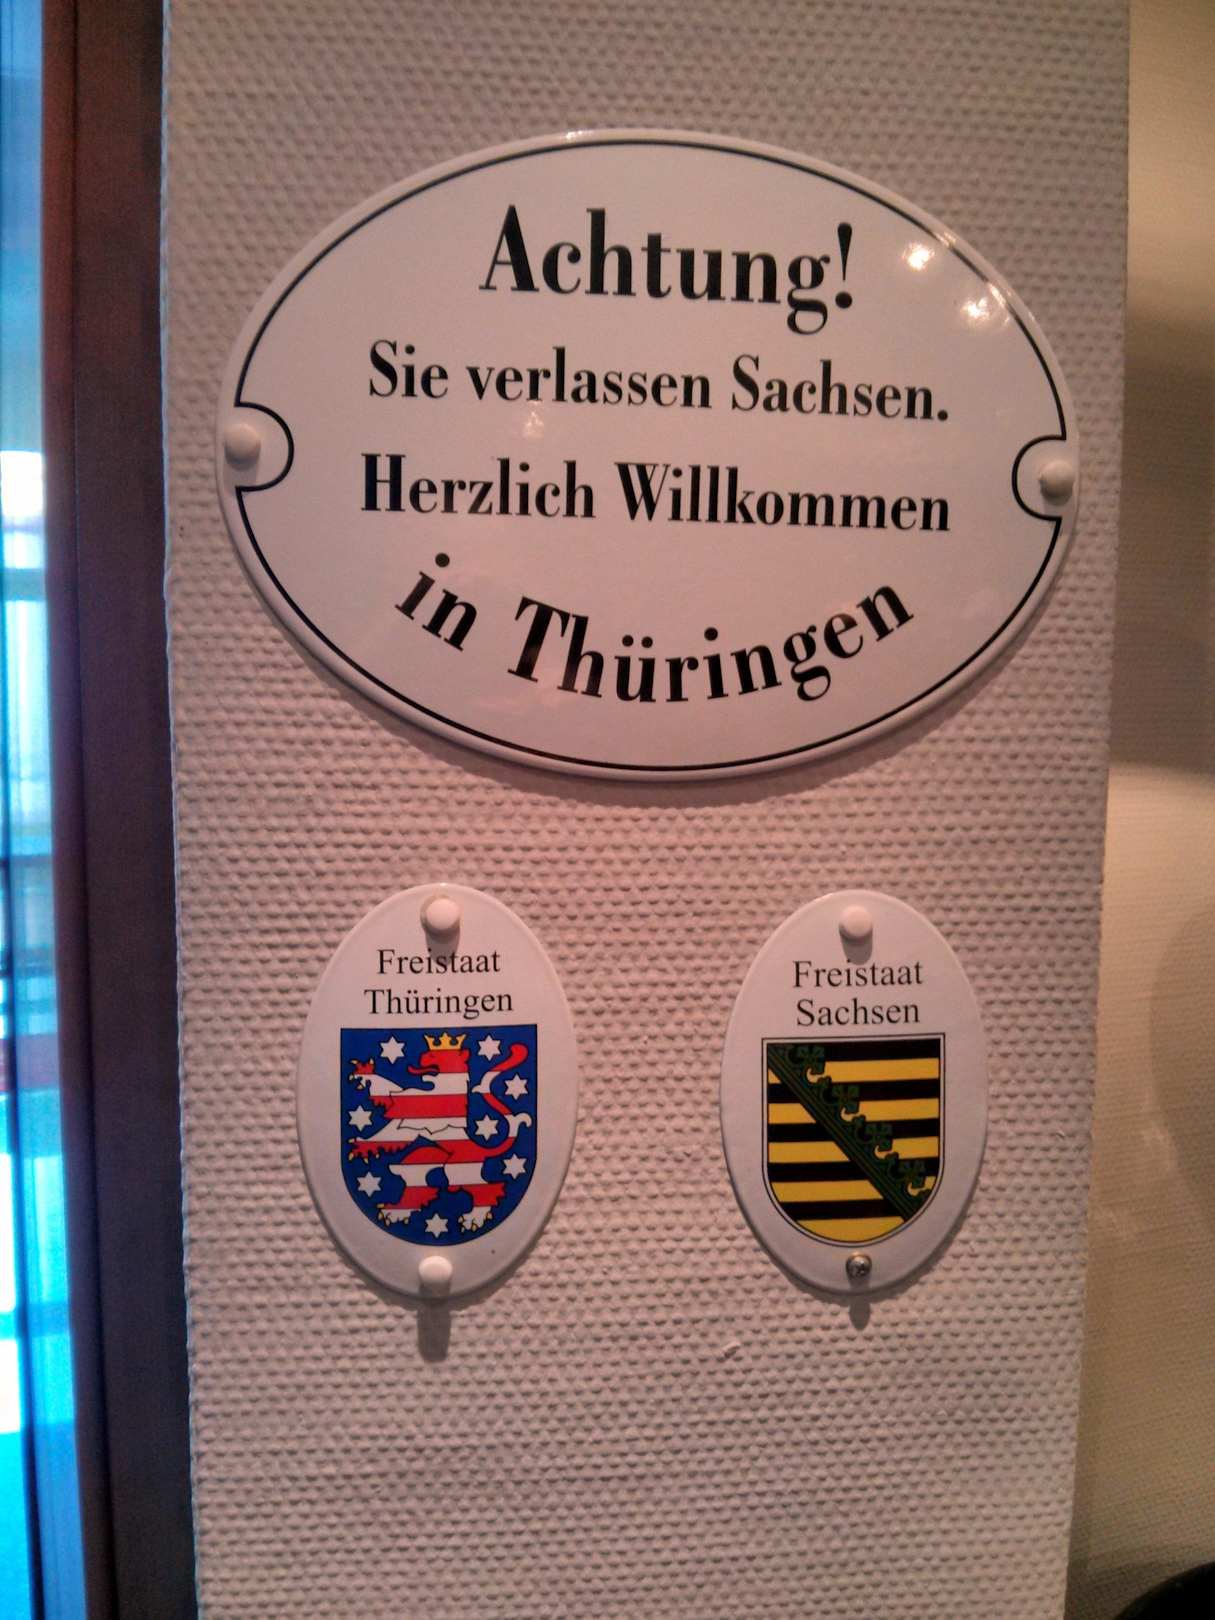 Achtung!
Sie verlassen Sachsen.
Herzlich Willkommen
in Thüringen
Freistaat
Thüringen
Freistaat
Sachsen